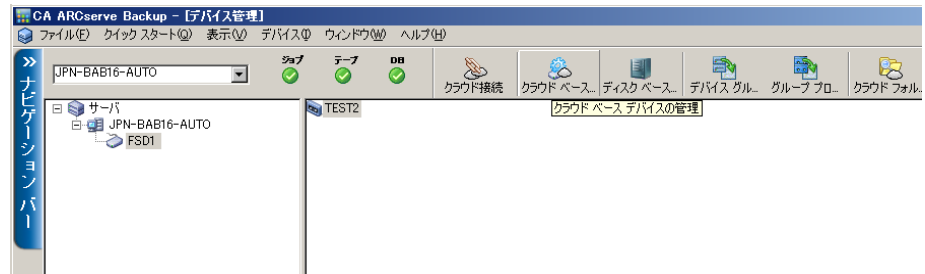 CA ARCserve Backup - [デバイス管理]
ファイル(F) クイック スタート(Q) 表示(V) デバイス(I) ウィンドウ(W) ヘルプ(H)
» ナビゲーション バー
JPN-BAB16-AUTO ジョブ テープ DB クラウド接続 クラウド ベース... ディスク ベース... デバイス グル... グループ プロ... クラウド フォル...
クラウド ベース デバイスの管理
サーバ
JPN-BAB16-AUTO
FSD1
TEST2